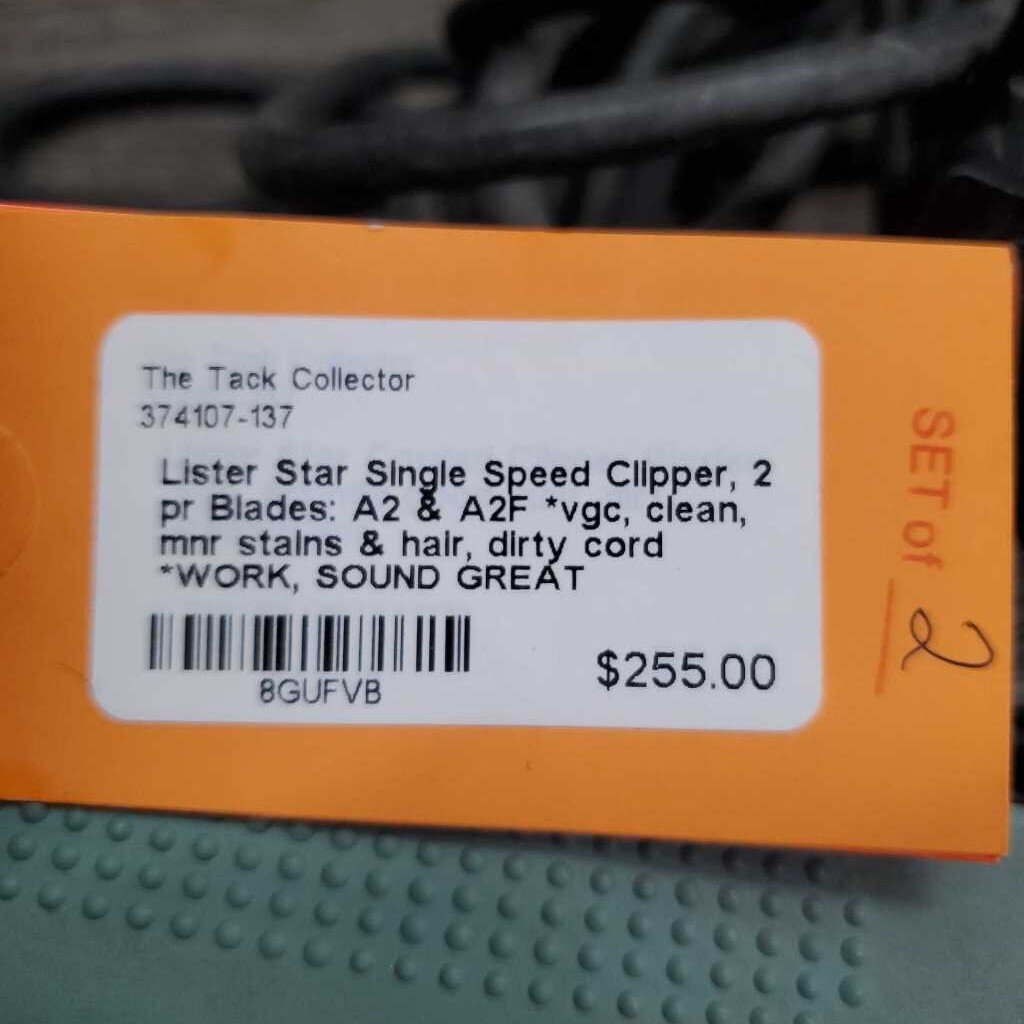 The Tack Collector
374107-137
Lister Star Single Speed Clipper, 2
pr Blades: A2 & A2F *vgc, clean,
mnr stains & hair, dirty cord
*WORK, SOUND GREAT
8GUFVB
$255.00
SET of 2